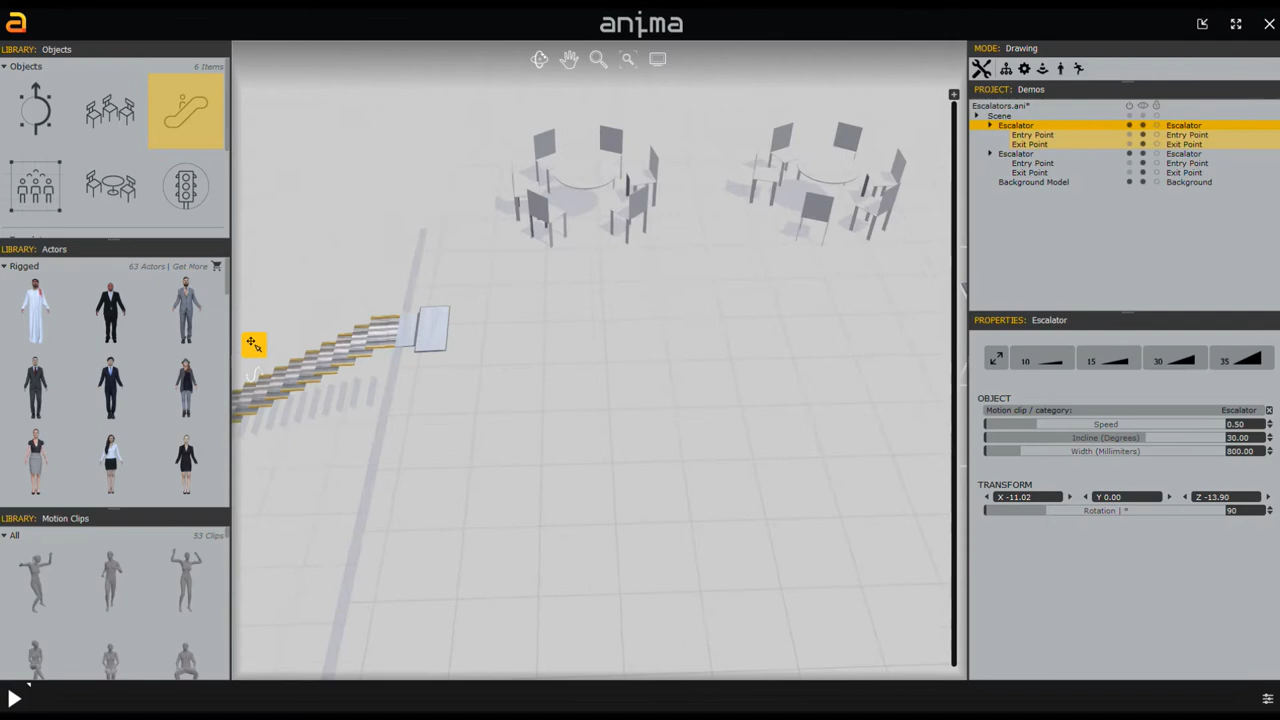 a
anima
LIBRARY: Objects
Objects 6 Items
LIBRARY: Actors
Rigged 63 Actors | Get More
LIBRARY: Motion Clips
All 53 Clips
MODE: Drawing
PROJECT: Demos
Escalators.ani*
Scene
Escalator Escalator
Entry Point Entry Point
Exit Point Exit Point
Escalator Escalator
Entry Point Entry Point
Exit Point Exit Point
Background Model Background
PROPERTIES: Escalator
10 15 30 35
OBJECT
Motion clip / category: Escalator
Speed 0.50
Incline (Degrees) 30.00
Width (Millimiters) 800.00
TRANSFORM
X -11.02 Y 0.00 Z -13.90
Rotation | ° 90